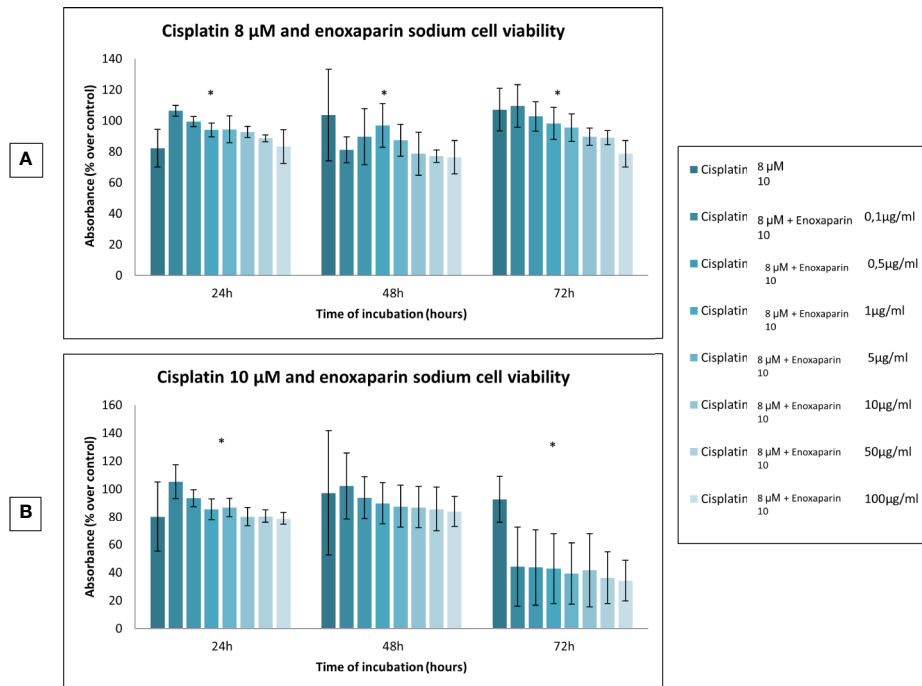 A
Cisplatin 8 µM and enoxaparin sodium cell viability
Absorbance (% over control)
140
120
100
80
60
40
20
0
*
*
*
24h
48h
72h
Time of incubation (hours)
B
Cisplatin 10 µM and enoxaparin sodium cell viability
Absorbance (% over control)
160
140
120
100
80
60
40
20
0
*
*
24h
48h
72h
Time of incubation (hours)
Cisplatin 8 µM
10
Cisplatin 8 µM + Enoxaparin 0,1µg/ml
10
Cisplatin 8 µM + Enoxaparin 0,5µg/ml
10
Cisplatin 8 µM + Enoxaparin 1µg/ml
10
Cisplatin 8 µM + Enoxaparin 5µg/ml
10
Cisplatin 8 µM + Enoxaparin 10µg/ml
10
Cisplatin 8 µM + Enoxaparin 50µg/ml
10
Cisplatin 8 µM + Enoxaparin 100µg/ml
10